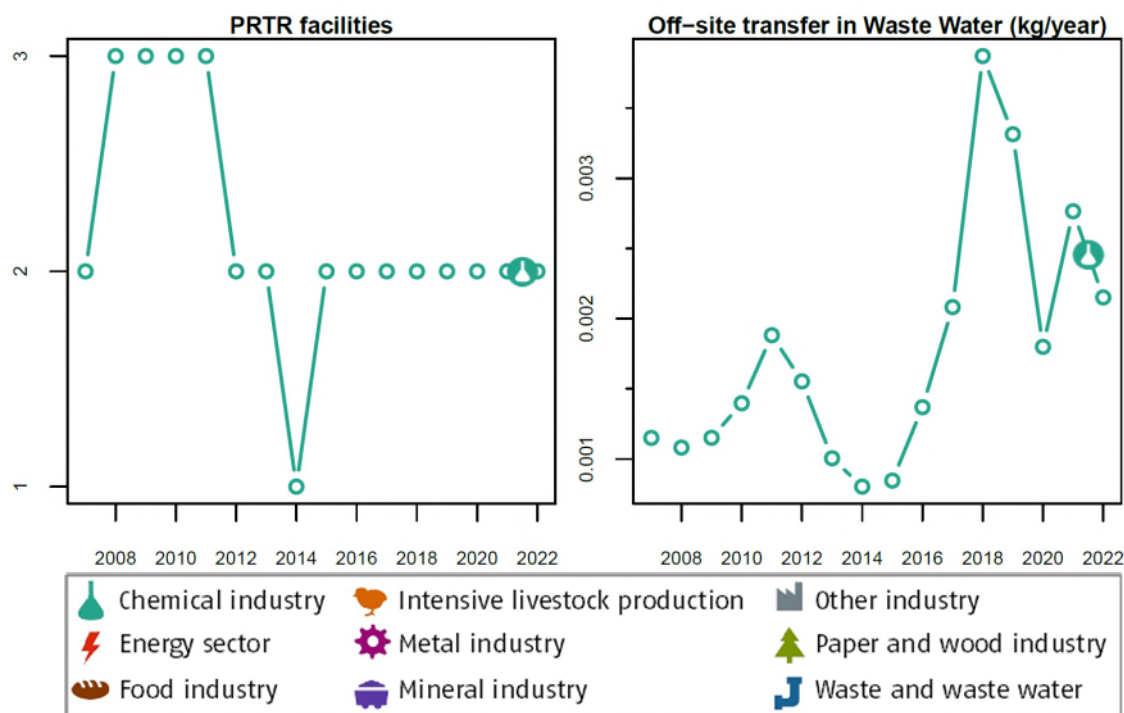 PRTR facilities
3
2
1
2008 2010 2012 2014 2016 2018 2020 2022
Off−site transfer in Waste Water (kg/year)
0.003
0.002
0.001
2008 2010 2012 2014 2016 2018 2020 2022
Chemical industry Intensive livestock production Other industry
Energy sector Metal industry Paper and wood industry
Food industry Mineral industry Waste and waste water